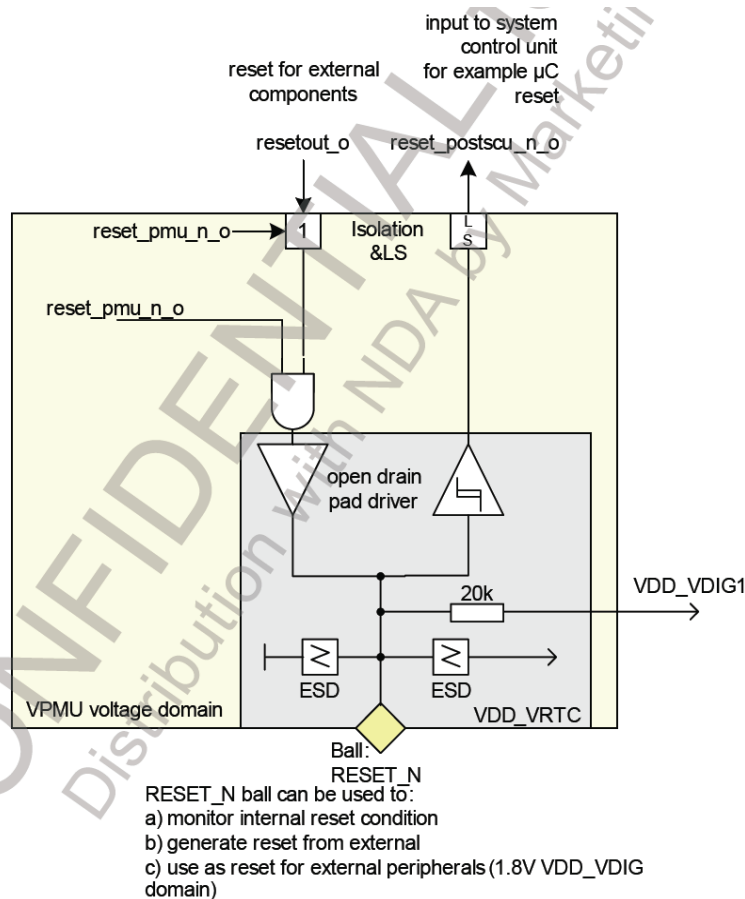 input to system
control unit
for example µC
reset
reset for external
components
resetout_o
reset_postscu_n_o
reset_pmu_n_o
1
Isolation
&LS
L
S
reset_pmu_n_o
open drain
pad driver
20k
VDD_VDIG1
ESD
ESD
VPMU voltage domain
VDD_VRTC
Ball:
RESET_N
RESET_N ball can be used to:
a) monitor internal reset condition
b) generate reset from external
c) use as reset for external peripherals (1.8V VDD_VDIG
domain)
ONFIDENTIAL
Distribution with NDA by Marketi